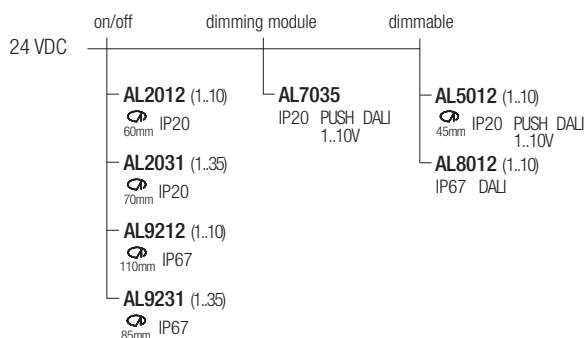 on/off dimming module dimmable
24 VDC
AL2012 (1..10)
60mm IP20
AL2031 (1..35)
70mm IP20
AL9212 (1..10)
110mm IP67
AL9231 (1..35)
85mm IP67
AL7035
IP20 PUSH DALI
1..10V
AL5012 (1..10)
45mm IP20 PUSH DALI
1..10V
AL8012 (1..10)
IP67 DALI